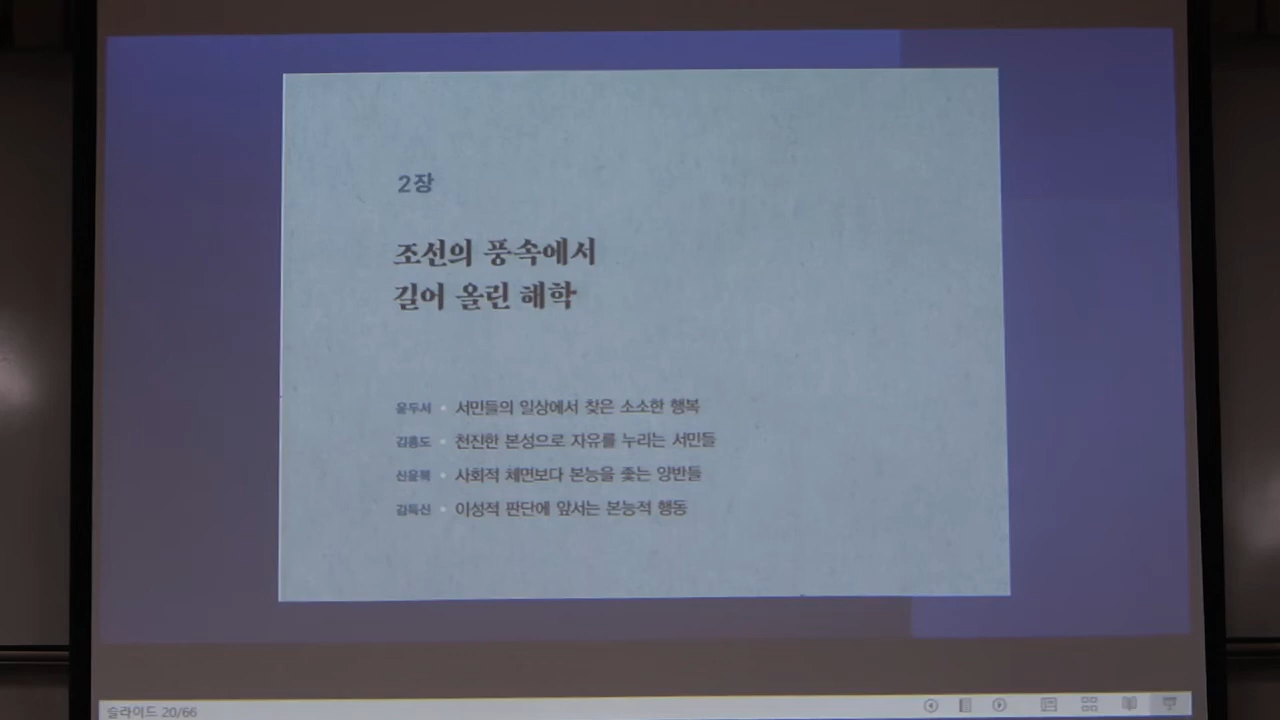 2장
조선의 풍속에서
길어 올린 해학
윤두서 • 서민들의 일상에서 찾은 소소한 행복
김홍도 • 천진한 본성으로 자유를 누리는 서민들
신윤복 • 사회적 체면보다 본능을 좇는 양반들
김득신 • 이성적 판단에 앞서는 본능적 행동
슬라이드 20/66